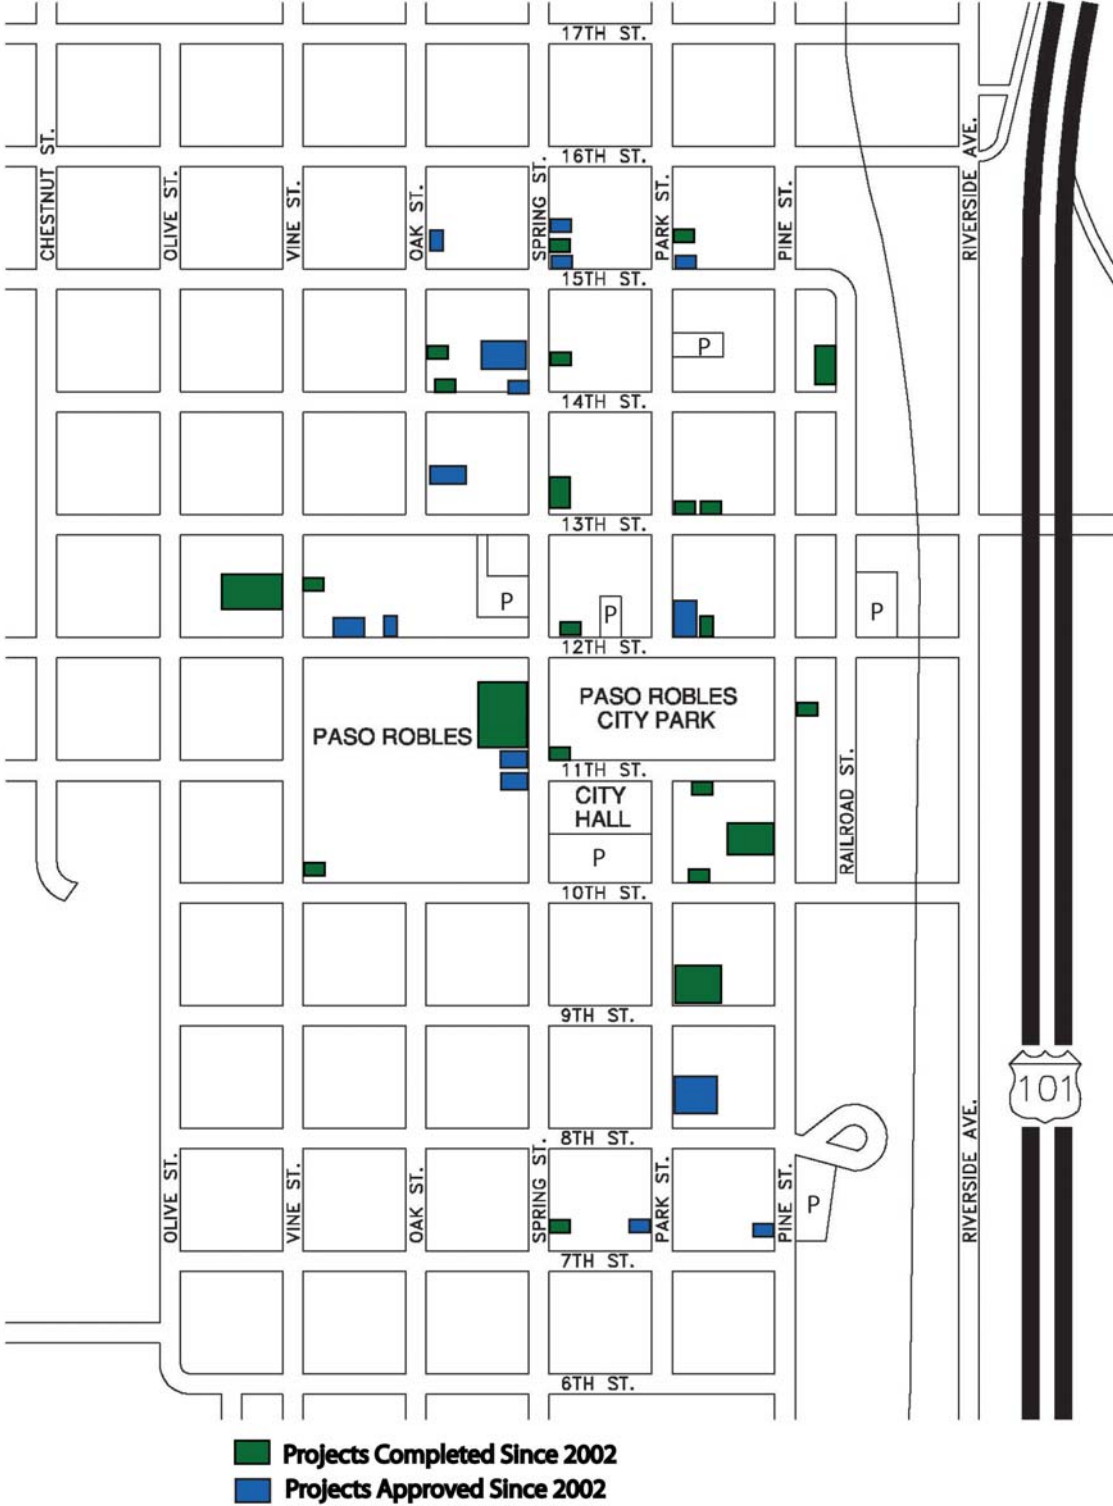 17TH ST.
CHESTNUT ST.
16TH ST.
OLIVE ST.
VINE ST.
OAK ST.
SPRING ST.
PARK ST.
PINE ST.
RIVERSIDE AVE.
15TH ST.
P
14TH ST.
13TH ST.
P
P
P
12TH ST.
PASO ROBLES
PASO ROBLES
CITY PARK
11TH ST.
CITY
HALL
P
RAILROAD ST.
10TH ST.
9TH ST.
101
8TH ST.
OLIVE ST.
VINE ST.
OAK ST.
SPRING ST.
PARK ST.
PINE ST.
P
RIVERSIDE AVE.
7TH ST.
6TH ST.
Projects Completed Since 2002
Projects Approved Since 2002